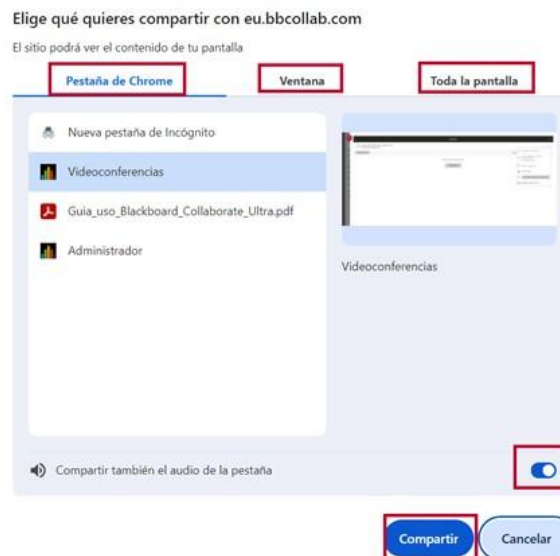 Elige qué quieres compartir con eu.bbcollab.com
El sitio podrá ver el contenido de tu pantalla
Pestaña de Chrome
Ventana
Toda la pantalla
Nueva pestaña de Incógnito
Videoconferencias
Guia_uso_Blackboard_Collaborate_Ultra.pdf
Administrador
Videoconferencias
Compartir también el audio de la pestaña
Compartir
Cancelar